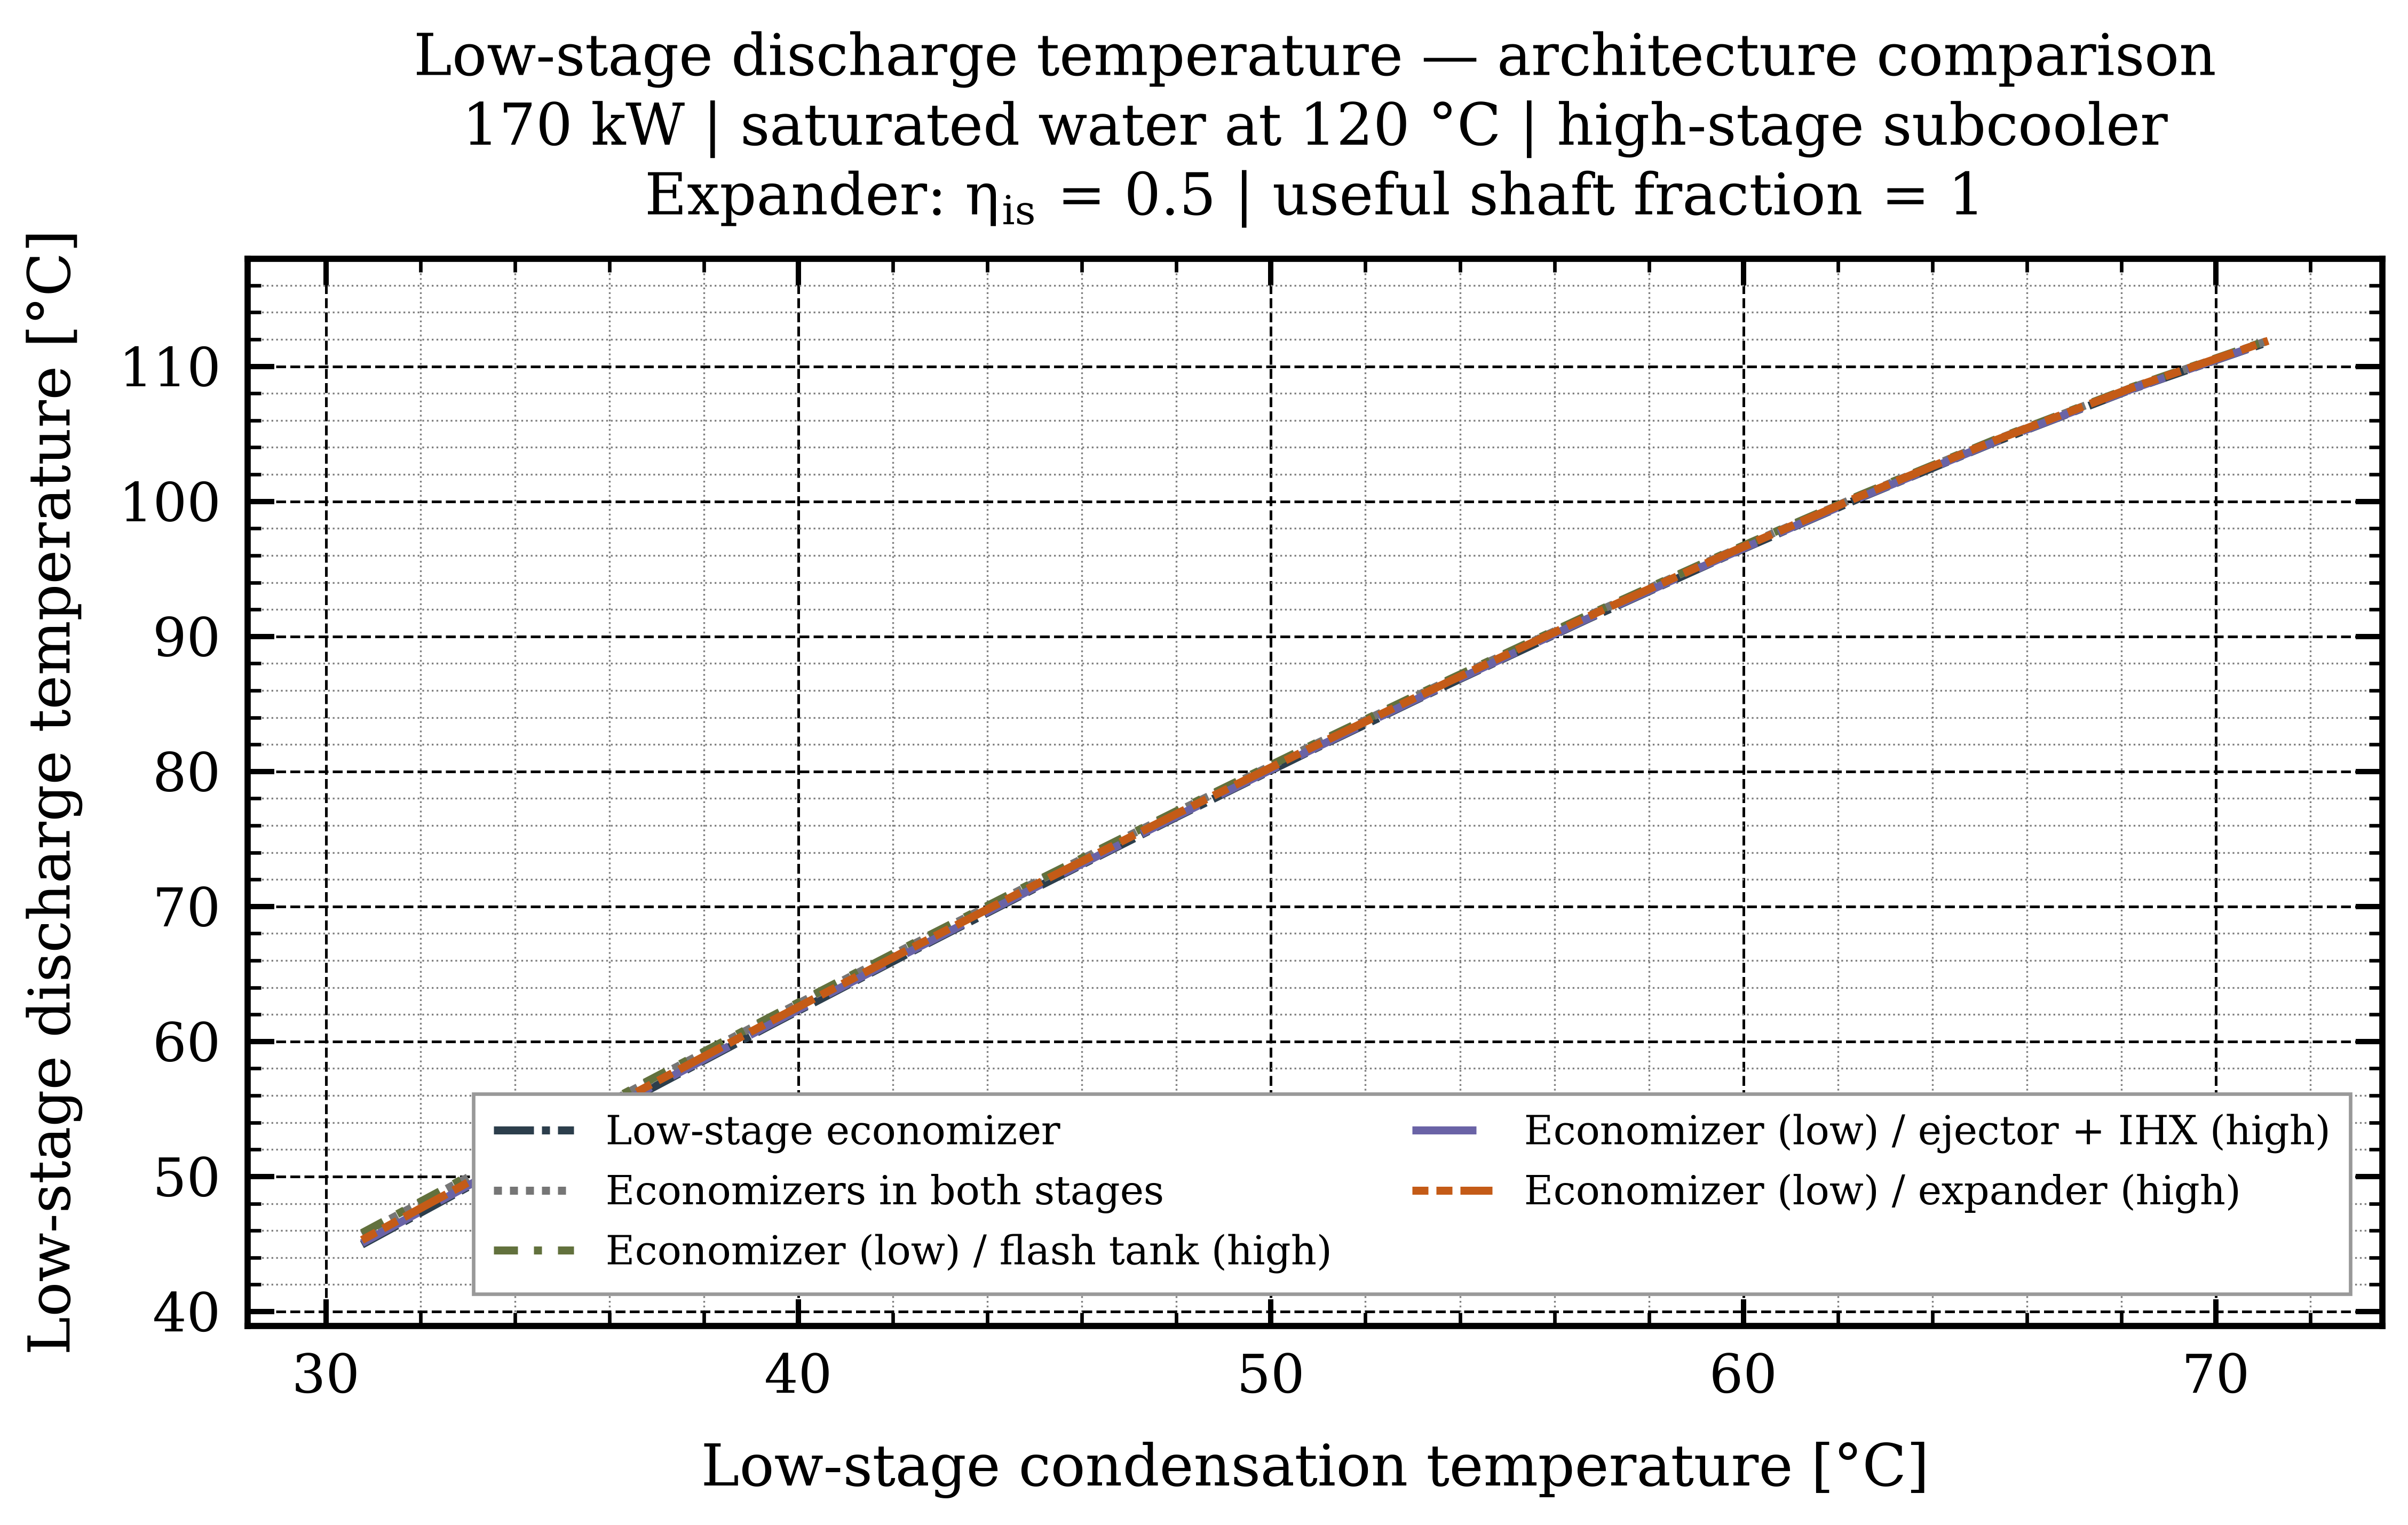 Low-stage discharge temperature — architecture comparison
170 kW | saturated water at 120 °C | high-stage subcooler
Expander: ηis = 0.5 | useful shaft fraction = 1
Low-stage discharge temperature [°C]
110
100
90
80
70
60
50
40
Low-stage economizer
Economizers in both stages
Economizer (low) / flash tank (high)
Economizer (low) / ejector + IHX (high)
Economizer (low) / expander (high)
30 40 50 60 70
Low-stage condensation temperature [°C]